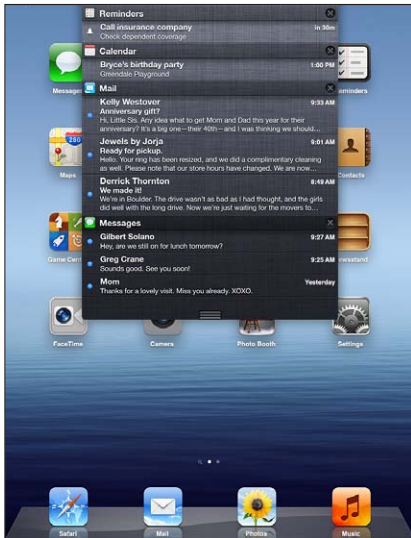 Reminders
Call insurance company in 30m
Check dependent coverage
Calendar
Bryce's birthday party 1:00 PM
Greendale Playground
Mail
Kelly Westover 9:33 AM
Anniversary gift?
Hi, Little Sis. Any idea what to get Mom and Dad this year for their
anniversary? It's a big one—their 40th—and I was thinking we should…
Jewels by Jorja 9:01 AM
Ready for pickup.
Hello. Your ring has been resized, and we did a complimentary cleaning
as well. Please note that our store hours have changed. We are now…
Derrick Thornton 8:49 AM
We made it!
We're in Boulder. The drive wasn't as bad as I had thought, and the girls
did well with the long drive. Now we're just waiting for the movers to…
Messages
Gilbert Solano 9:27 AM
Hey, are we still on for lunch tomorrow?
Greg Crane 9:25 AM
Sounds good. See you soon!
Mom Yesterday
Thanks for a lovely visit. Miss you already. XOXO.
Messages
eminders
280
Maps
Contacts
Game Cent
ewsstand
FaceTime
Camera
Photo Booth
Settings
Safari
Mail
Photos
Music